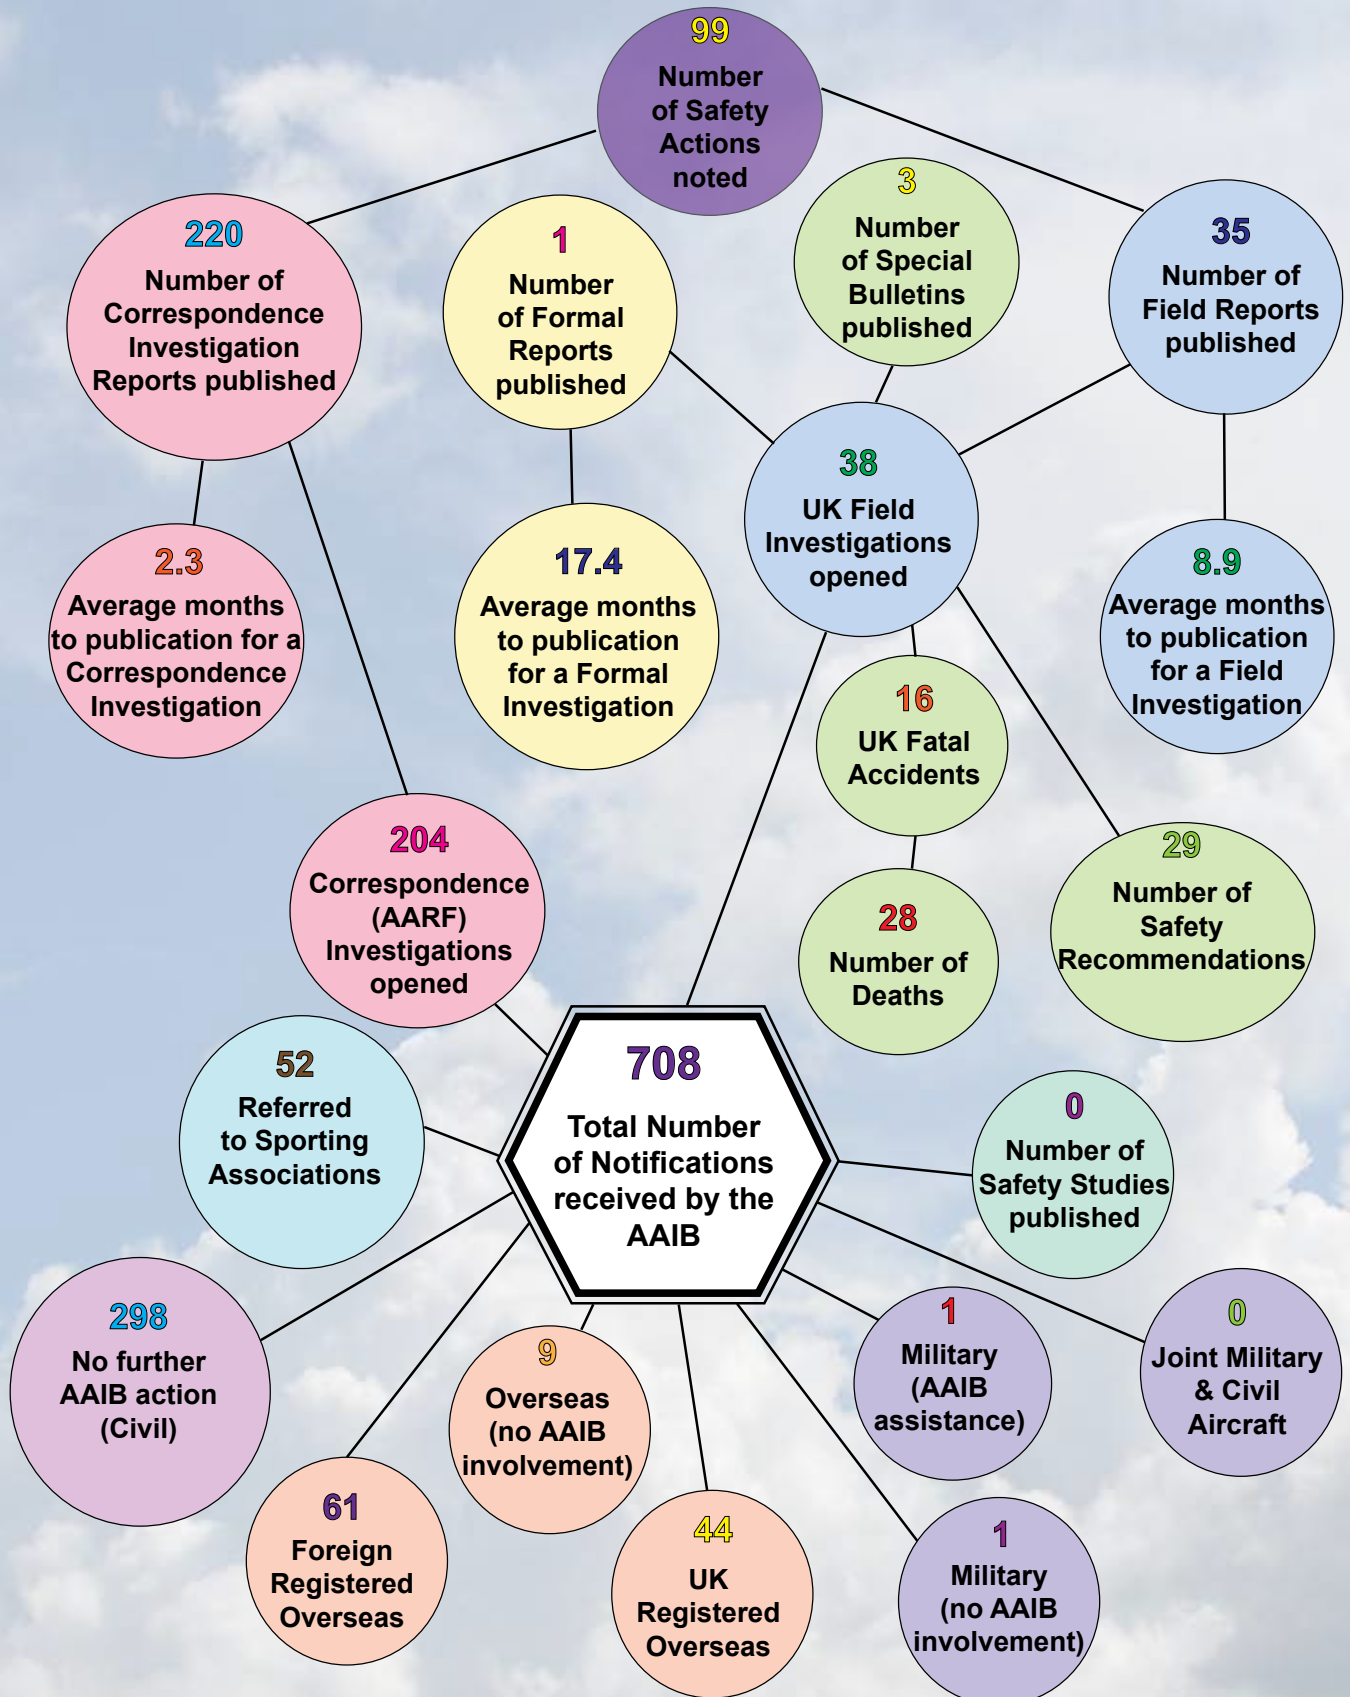 99
Number
of Safety
Actions
noted
220
Number of
Correspondence
Investigation
Reports published
1
Number
of Formal
Reports
published
3
Number
of Special
Bulletins
published
35
Number of
Field Reports
published
38
UK Field
Investigations
opened
2.3
Average months
to publication for a
Correspondence
Investigation
17.4
Average months
to publication
for a Formal
Investigation
8.9
Average months
to publication
for a Field
Investigation
16
UK Fatal
Accidents
204
Correspondence
(AARF)
Investigations
opened
28
Number of
Deaths
29
Number of
Safety
Recommendations
52
Referred
to Sporting
Associations
708
Total Number
of Notifications
received by the
AAIB
0
Number of
Safety Studies
published
298
No further
AAIB action
(Civil)
9
Overseas
(no AAIB
involvement)
1
Military
(AAIB
assistance)
0
Joint Military
& Civil
Aircraft
61
Foreign
Registered
Overseas
44
UK
Registered
Overseas
1
Military
(no AAIB
involvement)